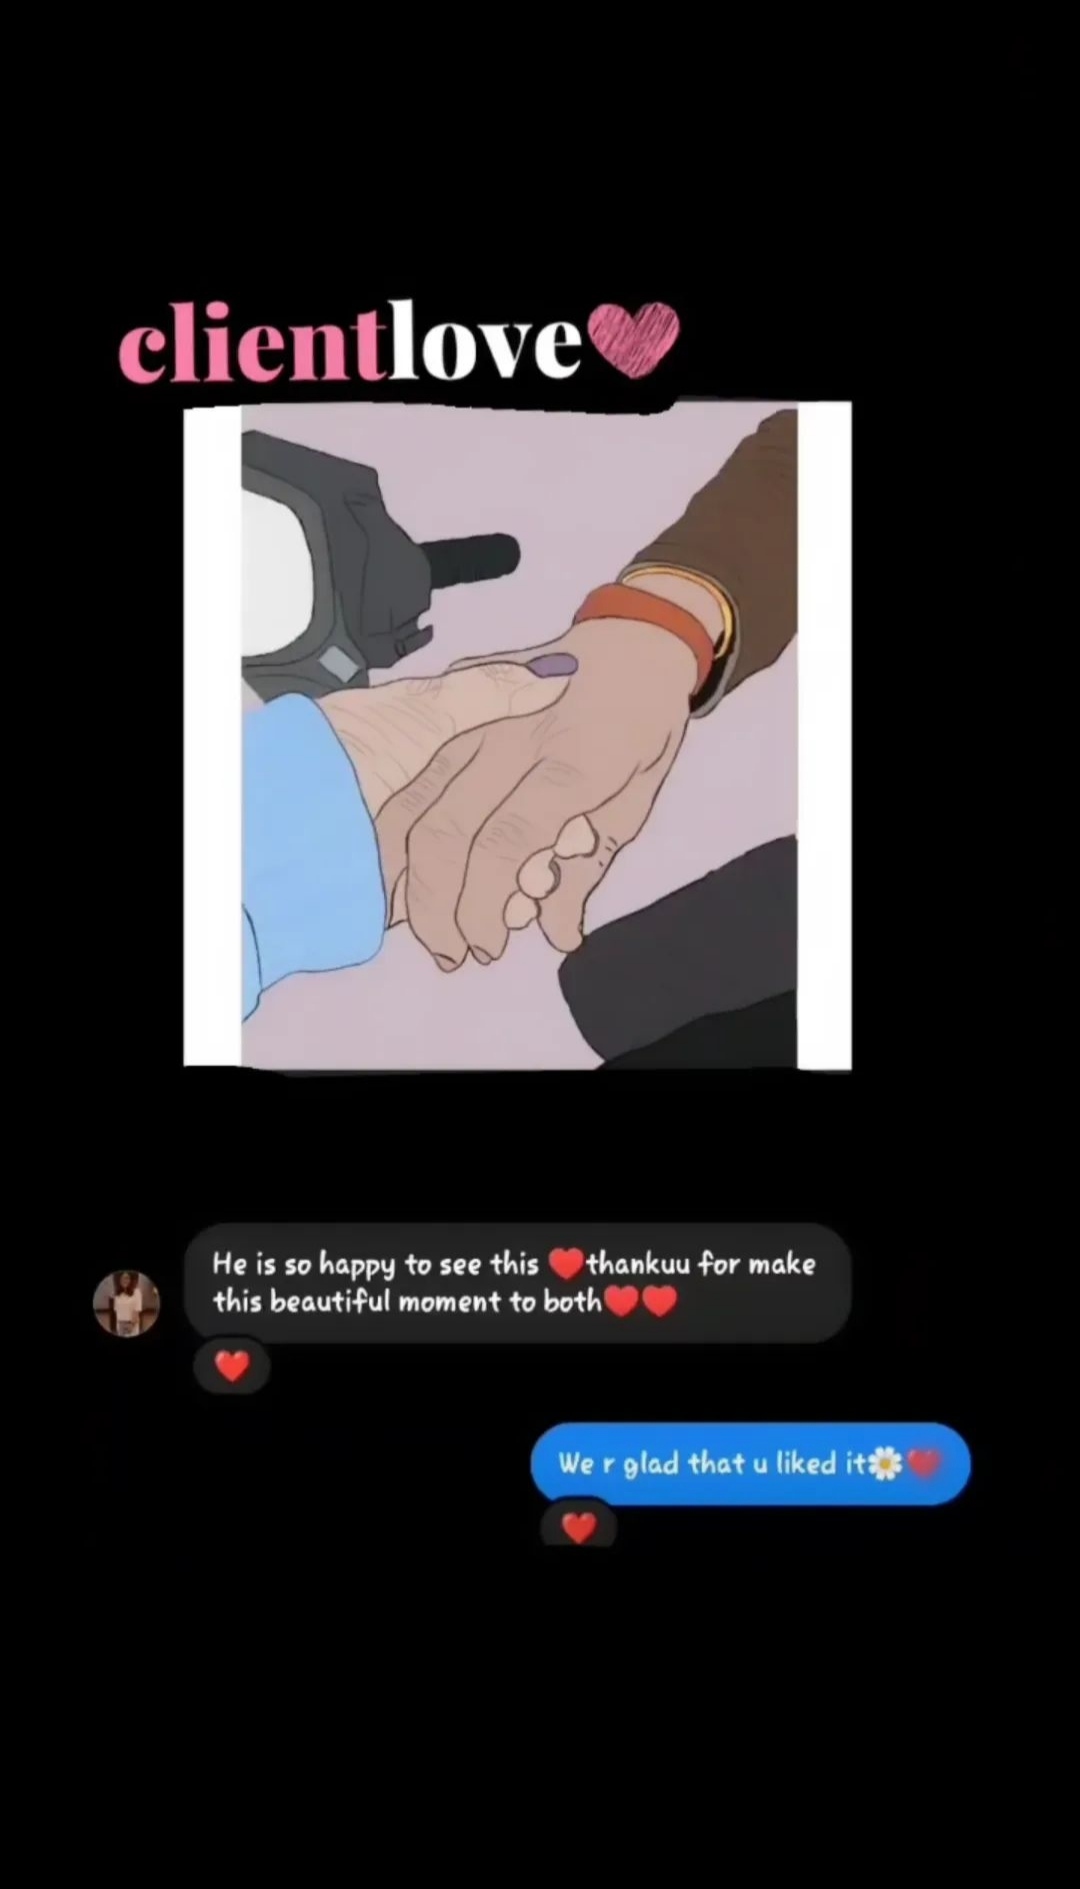 clientlove
He is so happy to see this ❤️thankuu for make
this beautiful moment to both❤️❤️
❤️
We r glad that u liked it🌼❤️
❤️